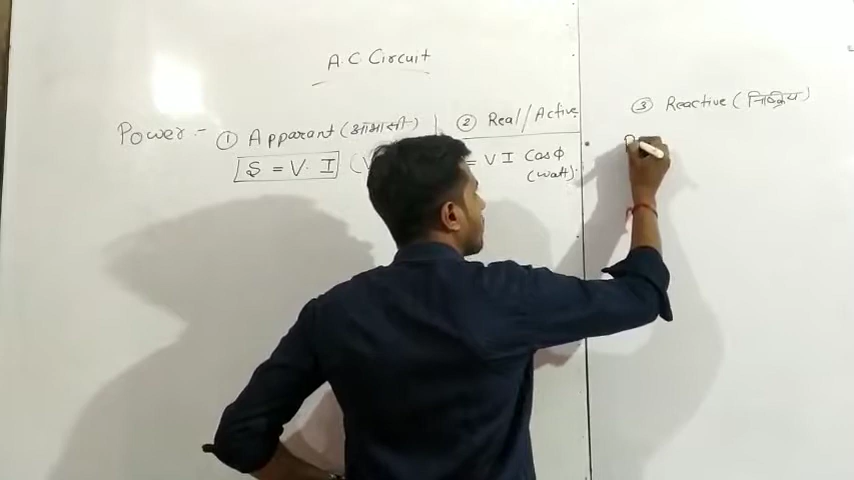 A.C. Circuit
Power :- ① Apparant (आभासी)
S = V. I (V
② Real/Active
= V I Cosϕ
(watt)
③ Reactive (निष्क्रिय)